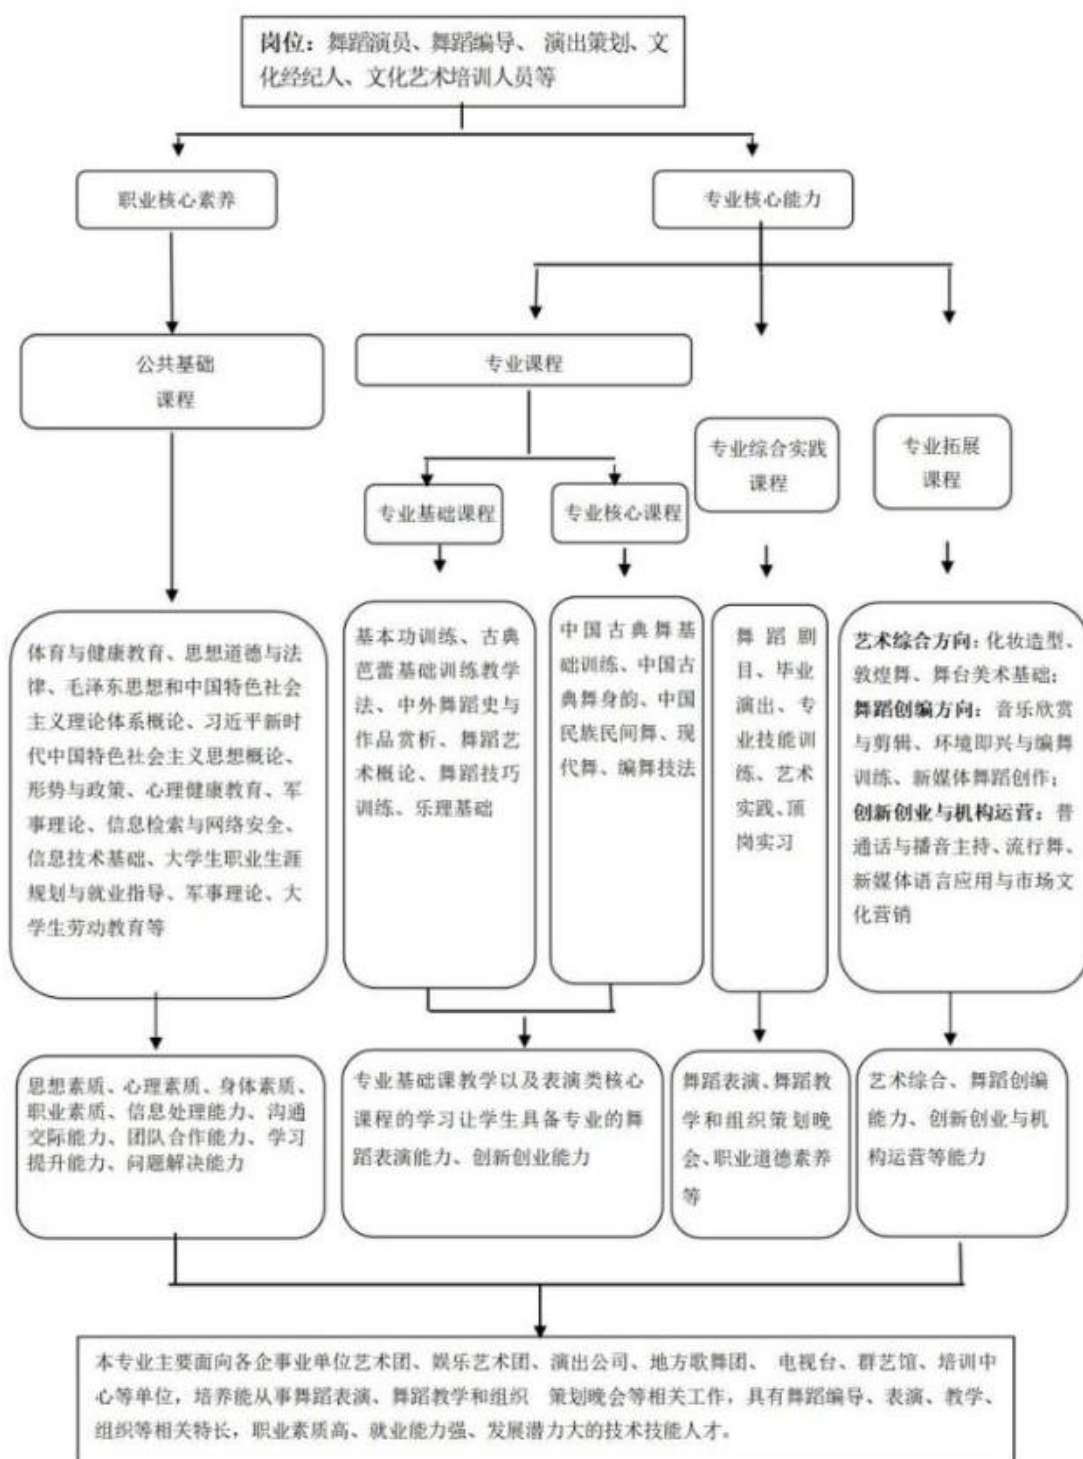 岗位：舞蹈演员、舞蹈编导、 演出策划、文
化经纪人、文化艺术培训人员等
职业核心素养
专业核心能力
公共基础
课程
专业课程
专业综合实践
课程
专业拓展
课程
专业基础课程
专业核心课程
体育与健康教育、思想道德与法
律、毛泽东思想和中国特色社会
主义理论体系概论、习近平新时
代中国特色社会主义思想概论、
形势与政策、心理健康教育、军
事理论、信息检索与网络安全、
信息技术基础、大学生职业生涯
规划与就业指导、军事理论、大
学生劳动教育等
基本功训练、古典
芭蕾基础训练教学
法、中外舞蹈史与
作品赏析、舞蹈艺
术概论、舞蹈技巧
训练、乐理基础
中国古典舞基
础训练、中国古
典舞身韵、中国
民族民间舞、现
代舞、编舞技法
舞蹈剧
目、毕业
演出、专
业技能训
练、艺术
实践、顶
岗实习
艺术综合方向：化妆造型、
敦煌舞、舞台美术基础；
舞蹈创编方向：音乐欣赏
与剪辑、环境即兴与编舞
训练、新媒体舞蹈创作；
创新创业与机构运营：普
通话与播音主持、流行舞、
新媒体语言应用与市场文
化营销
思想素质、心理素质、身体素质、
职业素质、信息处理能力、沟通
交际能力、团队合作能力、学习
提升能力、问题解决能力
专业基础课教学以及表演类核心
课程的学习让学生具备专业的舞
蹈表演能力、创新创业能力
舞蹈表演、舞蹈教
学和组织策划晚
会、职业道德素养
等
艺术综合、舞蹈创编
能力、创新创业与机
构运营等能力
本专业主要面向各企事业单位艺术团、娱乐艺术团、演出公司、地方歌舞团、 电视台、群艺馆、培训中
心等单位，培养能从事舞蹈表演、舞蹈教学和组织 策划晚会等相关工作，具有舞蹈编导、表演、教学、
组织等相关特长，职业素质高、就业能力强、发展潜力大的技术技能人才。